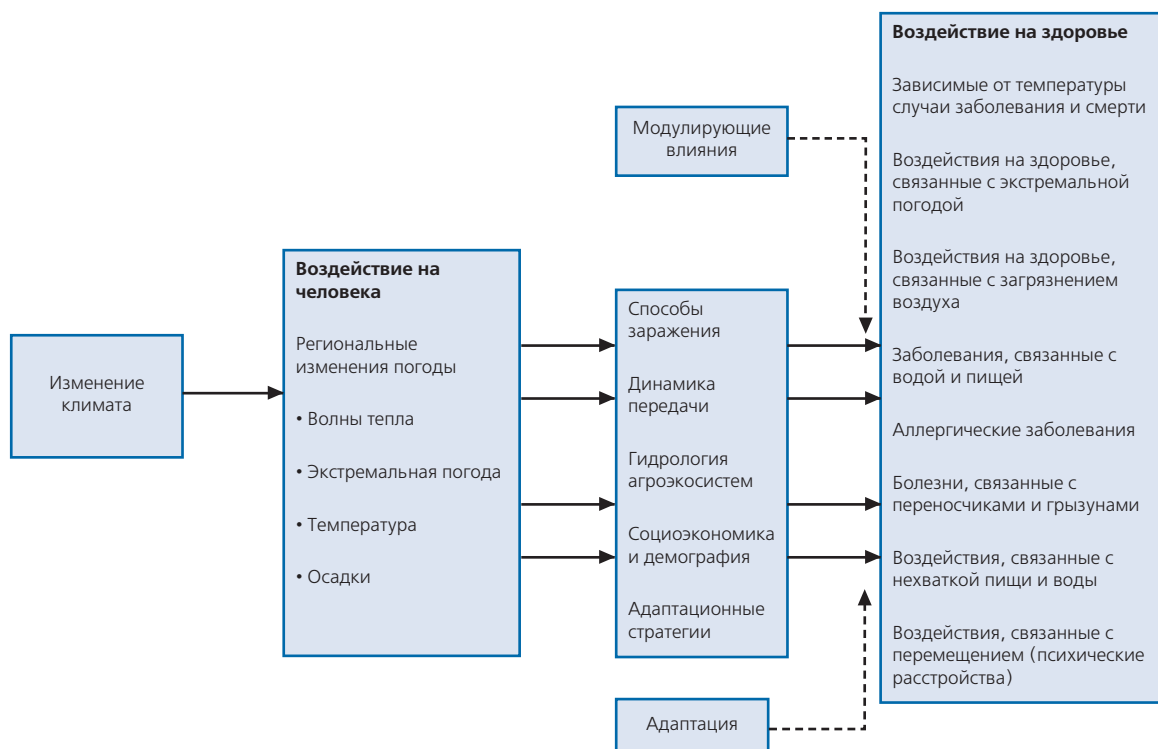 Изменение
климата
Воздействие на
человека
Региональные
изменения погоды
• Волны тепла
• Экстремальная погода
• Температура
• Осадки
Модулирующие
влияния
Способы
заражения
Динамика
передачи
Гидрология
агроэкосистем
Социоэкономика
и демография
Адаптационные
стратегии
Адаптация
Воздействие на здоровье
Зависимые от температуры
случаи заболевания и смерти
Воздействия на здоровье,
связанные с экстремальной
погодой
Воздействия на здоровье,
связанные с загрязнением
воздуха
Заболевания, связанные с
водой и пищей
Аллергические заболевания
Болезни, связанные с
переносчиками и грызунами
Воздействия, связанные с
нехваткой пищи и воды
Воздействия, связанные с
перемещением (психические
расстройства)